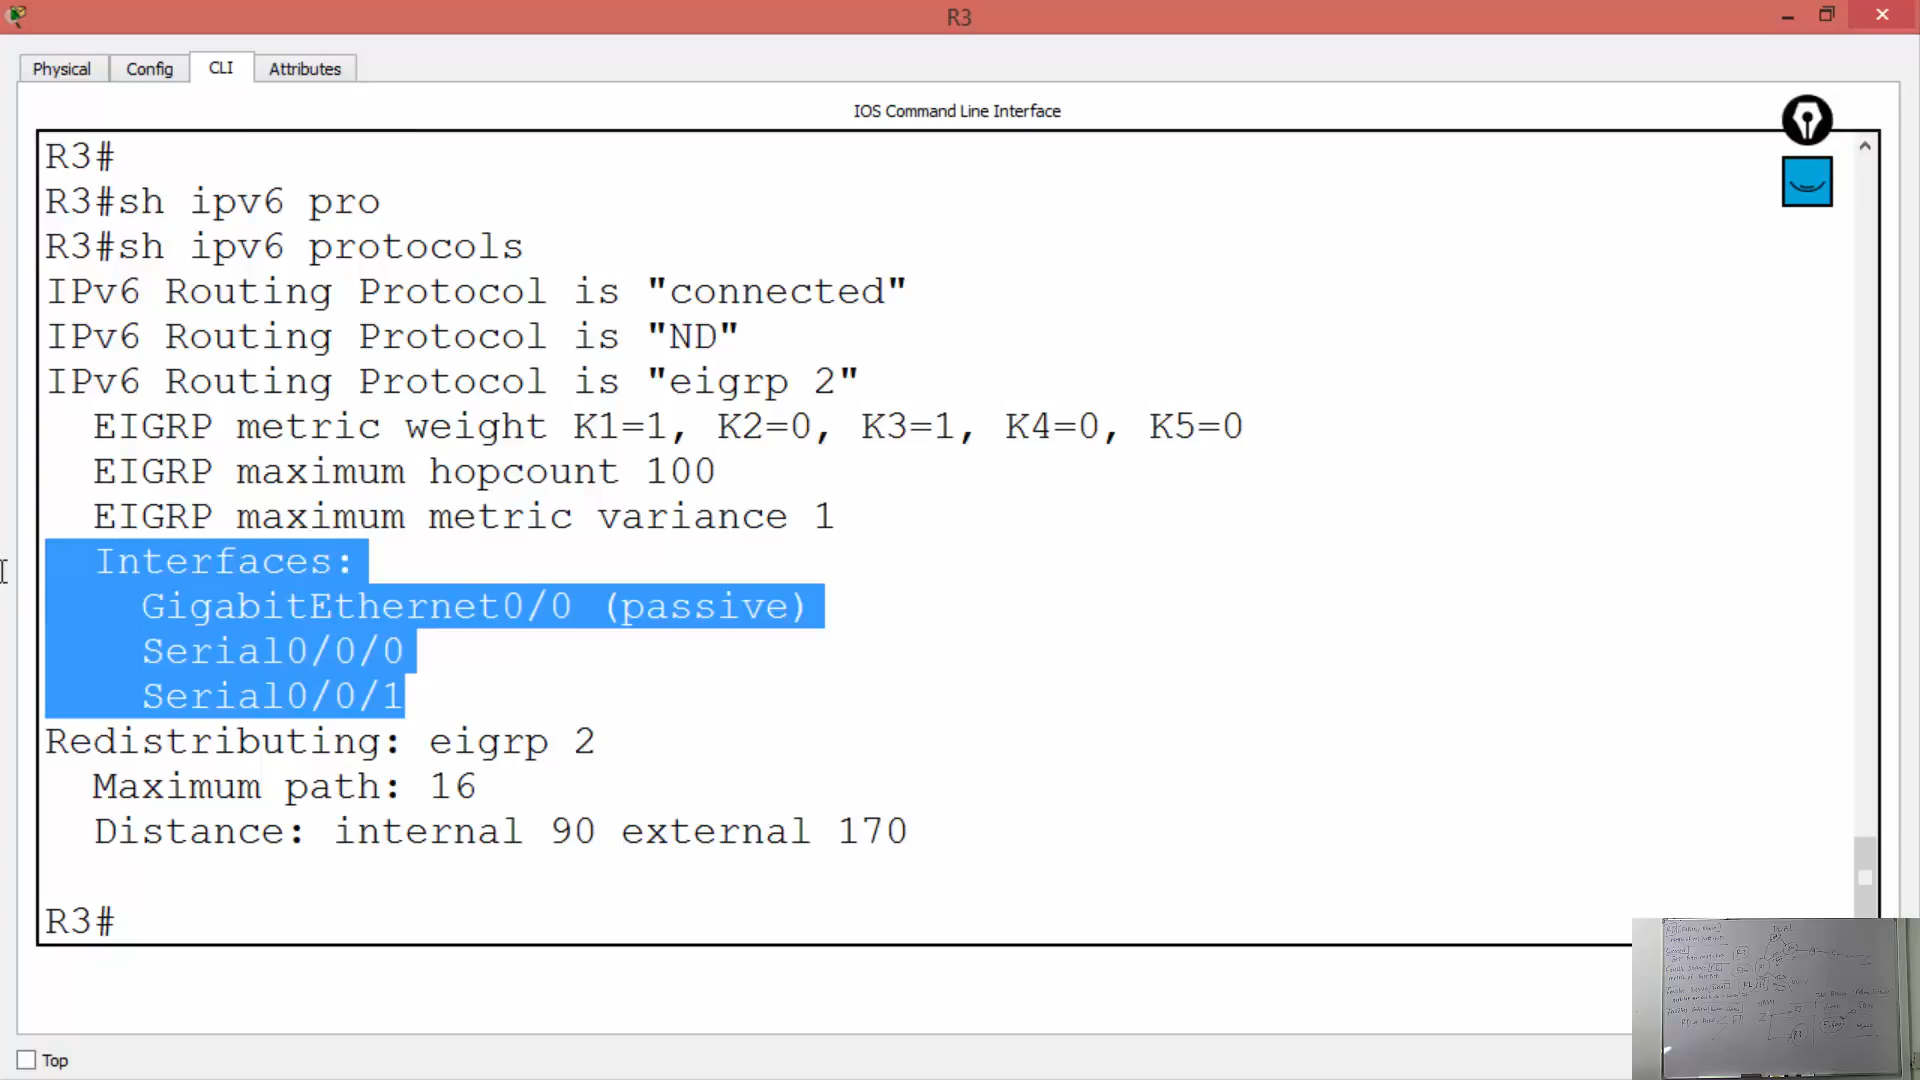 R3
Physical Config CLI Attributes
IOS Command Line Interface
R3#
R3#sh ipv6 pro
R3#sh ipv6 protocols
IPv6 Routing Protocol is "connected"
IPv6 Routing Protocol is "ND"
IPv6 Routing Protocol is "eigrp 2"
EIGRP metric weight K1=1, K2=0, K3=1, K4=0, K5=0
EIGRP maximum hopcount 100
EIGRP maximum metric variance 1
Interfaces:
GigabitEthernet0/0 (passive)
Serial0/0/0
Serial0/0/1
Redistributing: eigrp 2
Maximum path: 16
Distance: internal 90 external 170
R3#
Top
DUAL